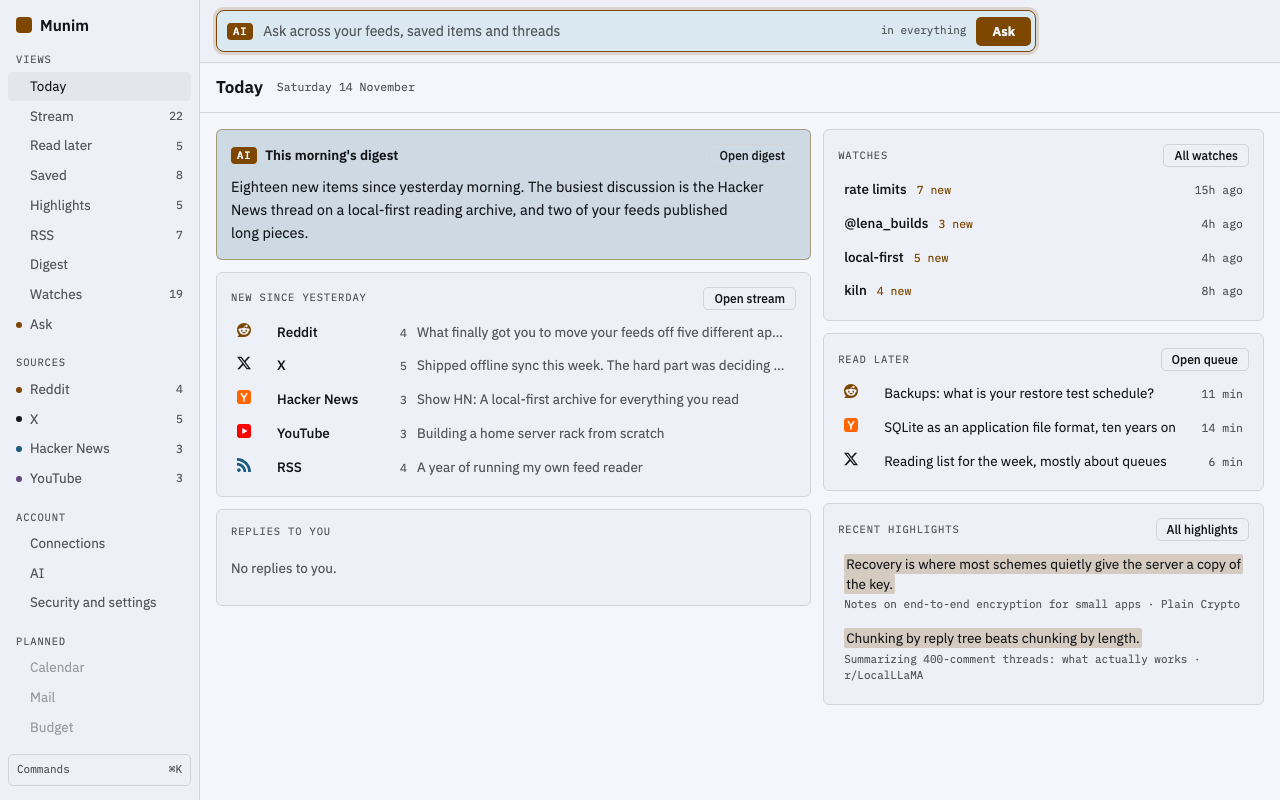 Munim
VIEWS
Today
Stream 22
Read later 5
Saved 8
Highlights 5
RSS 7
Digest
Watches 19
Ask
SOURCES
Reddit 4
X 5
Hacker News 3
YouTube 3
ACCOUNT
Connections
AI
Security and settings
PLANNED
Calendar
Mail
Budget
Commands ⌘K
AI Ask across your feeds, saved items and threads in everything Ask
Today Saturday 14 November
AI This morning's digest Open digest
Eighteen new items since yesterday morning. The busiest discussion is the Hacker
News thread on a local-first reading archive, and two of your feeds published
long pieces.
NEW SINCE YESTERDAY Open stream
Reddit 4 What finally got you to move your feeds off five different ap...
X 5 Shipped offline sync this week. The hard part was deciding ...
Hacker News 3 Show HN: A local-first archive for everything you read
YouTube 3 Building a home server rack from scratch
RSS 4 A year of running my own feed reader
REPLIES TO YOU
No replies to you.
WATCHES All watches
rate limits 7 new 15h ago
@lena_builds 3 new 4h ago
local-first 5 new 4h ago
kiln 4 new 8h ago
READ LATER Open queue
Backups: what is your restore test schedule? 11 min
SQLite as an application file format, ten years on 14 min
Reading list for the week, mostly about queues 6 min
RECENT HIGHLIGHTS All highlights
Recovery is where most schemes quietly give the server a copy of
the key.
Notes on end-to-end encryption for small apps · Plain Crypto
Chunking by reply tree beats chunking by length.
Summarizing 400-comment threads: what actually works ·
r/LocalLLaMA